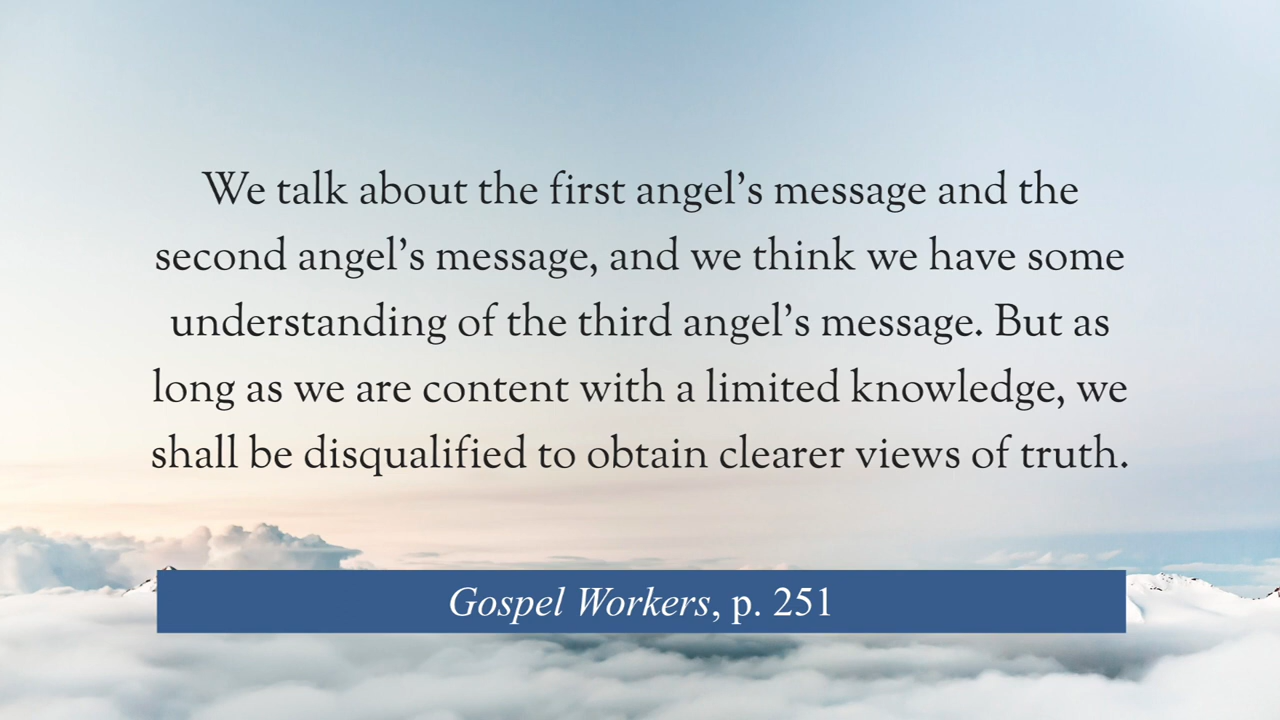 We talk about the first angel’s message and the
second angel’s message, and we think we have some
understanding of the third angel’s message. But as
long as we are content with a limited knowledge, we
shall be disqualified to obtain clearer views of truth.
Gospel Workers, p. 251